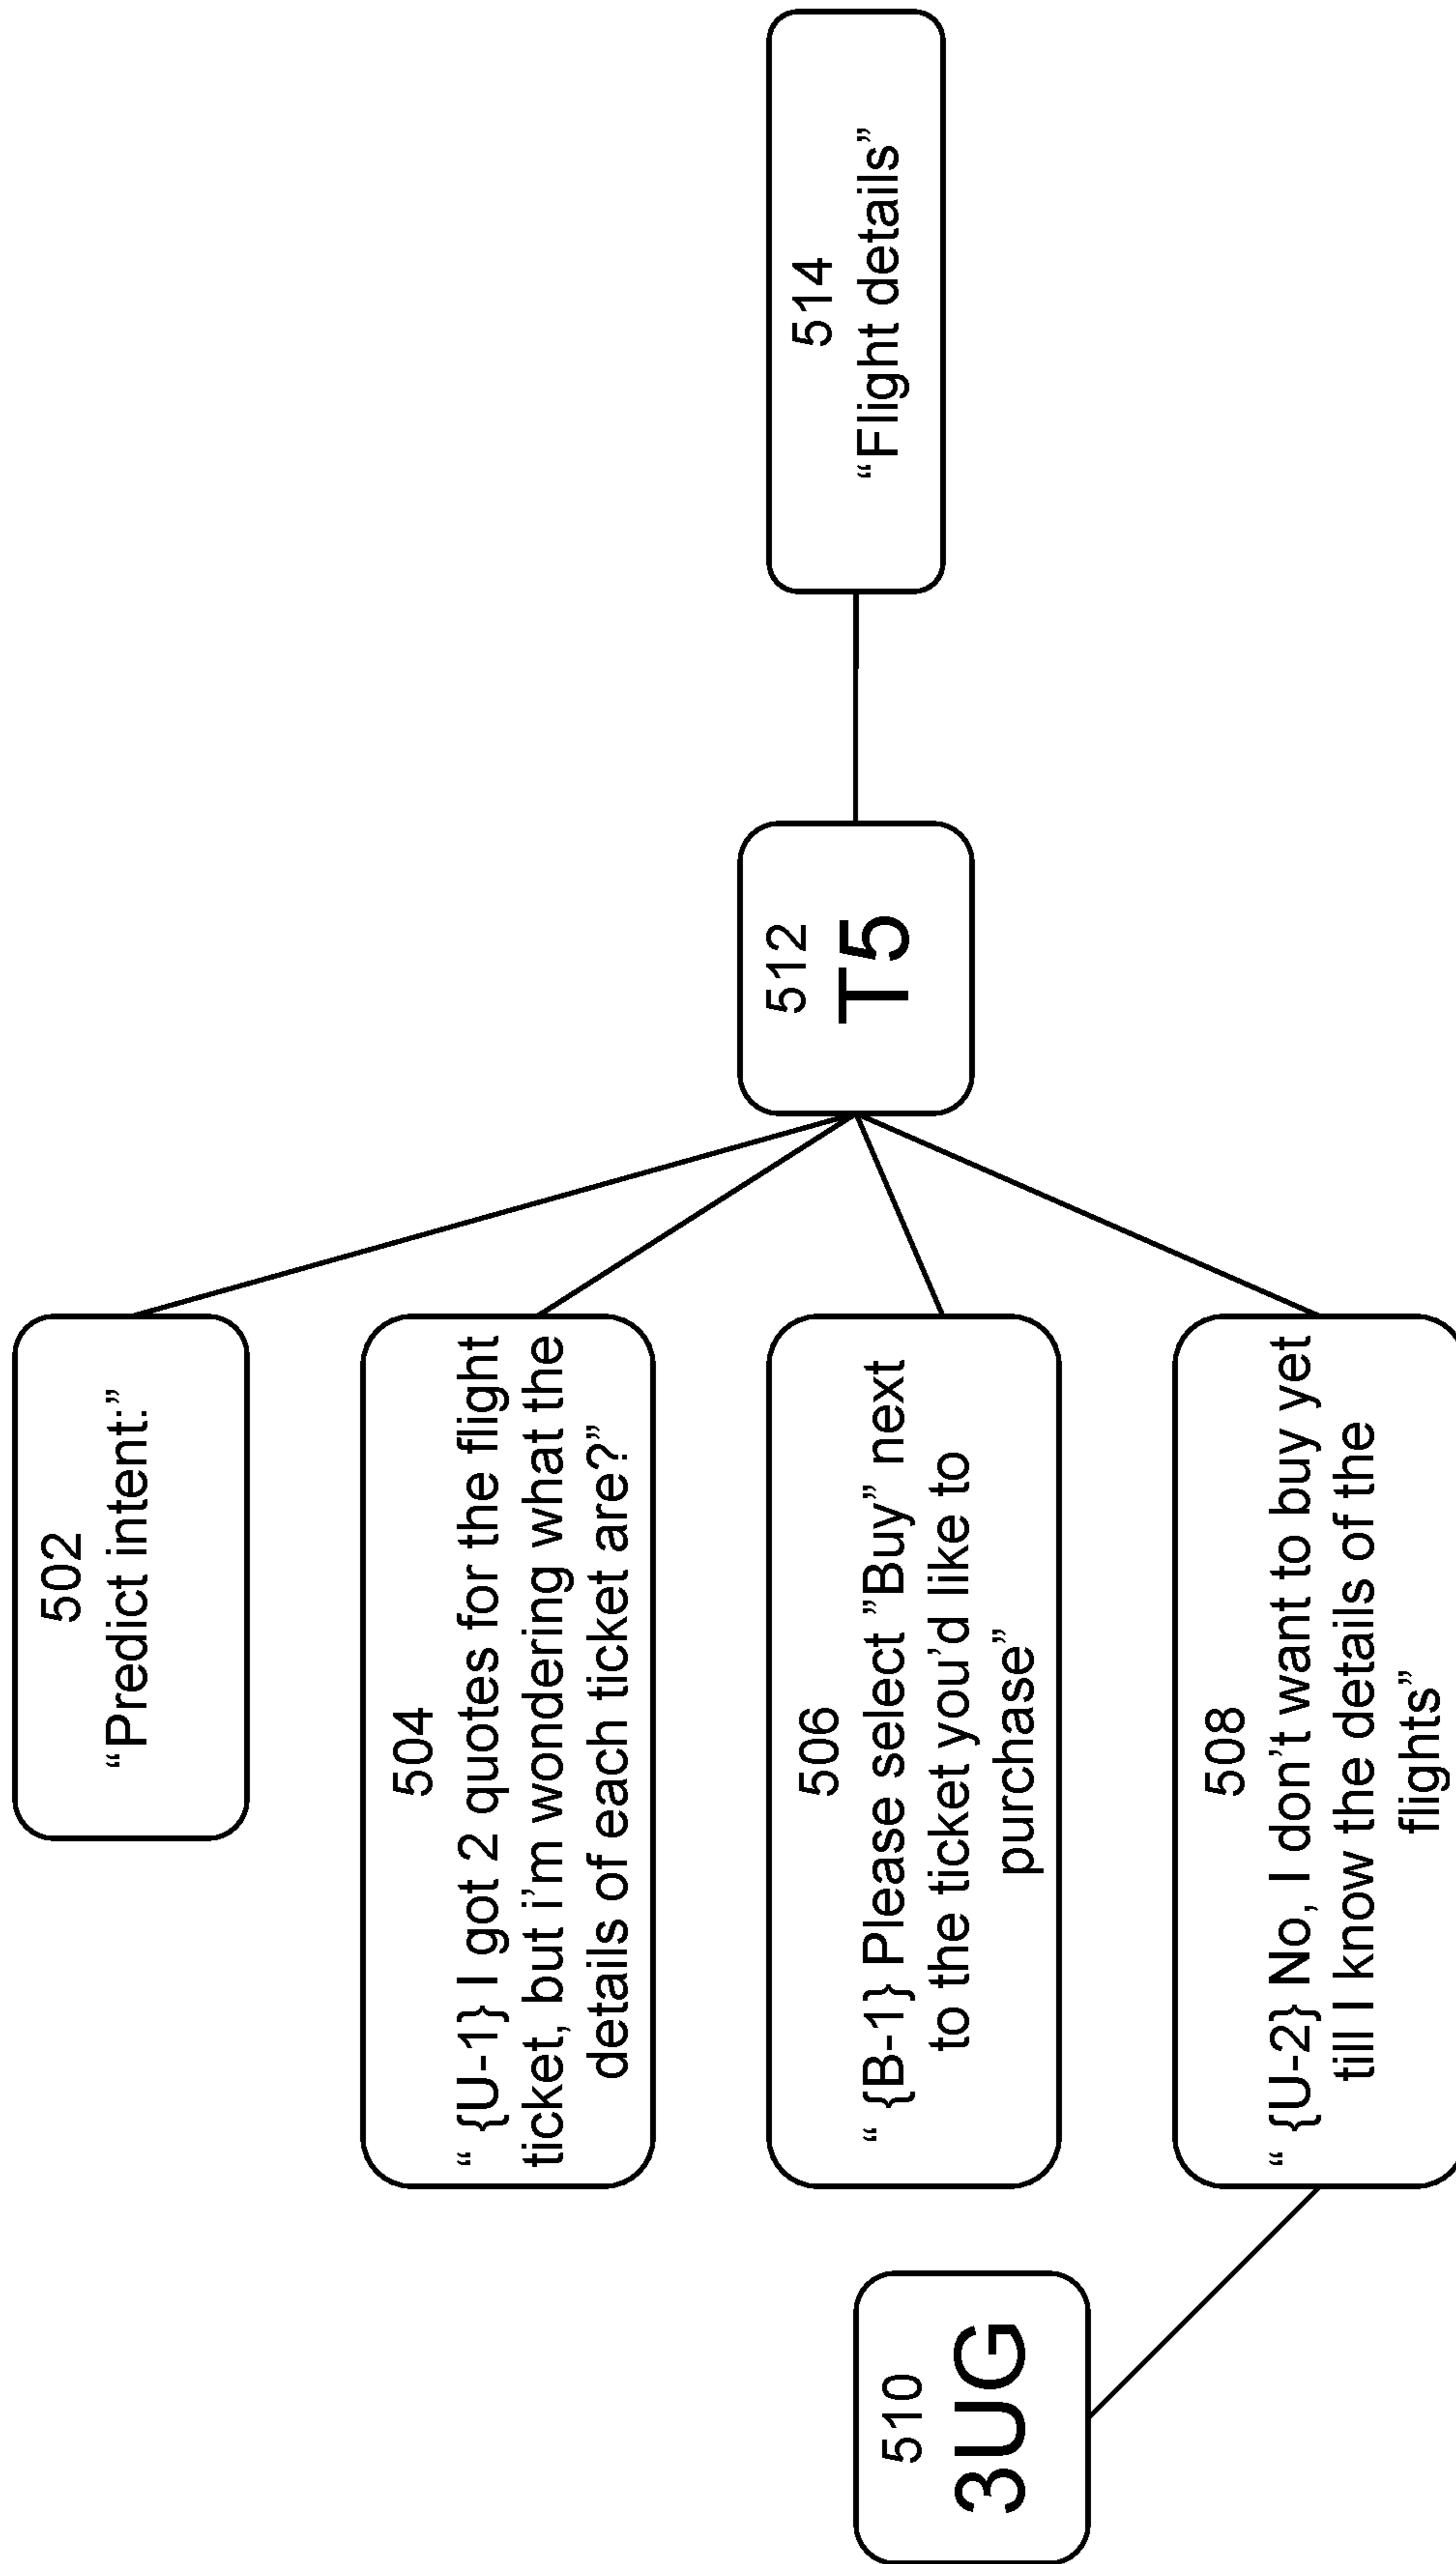 502
“Predict intent:”
504
“ {U-1} I got 2 quotes for the flight
ticket, but i’m wondering what the
details of each ticket are?”
506
“ {B-1} Please select ”Buy” next
to the ticket you’d like to
purchase”
508
“ {U-2} No, I don’t want to buy yet
till I know the details of the
flights”
510
3UG
512
T5
514
“Flight details”